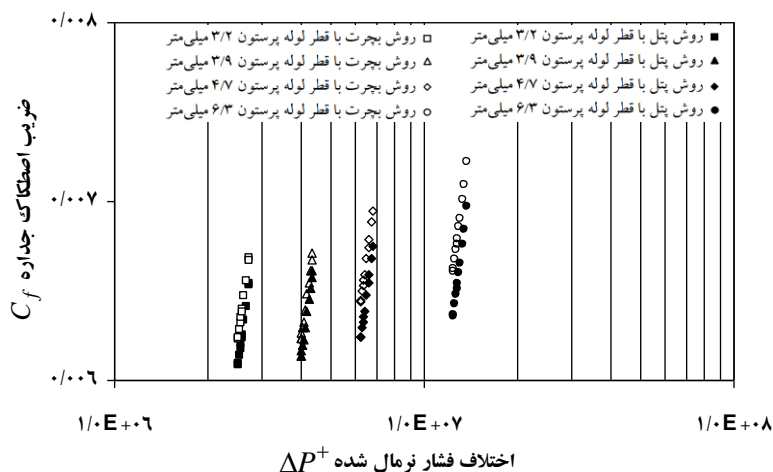 ۰/۰۰۸
■ روش پتل با قطر لوله پرستون ۳/۲ میلی‌متر
▲ روش پتل با قطر لوله پرستون ۳/۹ میلی‌متر
◆ روش پتل با قطر لوله پرستون ۴/۷ میلی‌متر
● روش پتل با قطر لوله پرستون ۶/۳ میلی‌متر
□ روش بچرت با قطر لوله پرستون ۳/۲ میلی‌متر
△ روش بچرت با قطر لوله پرستون ۳/۹ میلی‌متر
◇ روش بچرت با قطر لوله پرستون ۴/۷ میلی‌متر
○ روش بچرت با قطر لوله پرستون ۶/۳ میلی‌متر
ضریب اصطکاک جداره C_f
۰/۰۰۷
۰/۰۰۶
۱/۰E+۰۶
۱/۰E+۰۷
۱/۰E+۰۸
اختلاف فشار نرمال شده ΔP⁺